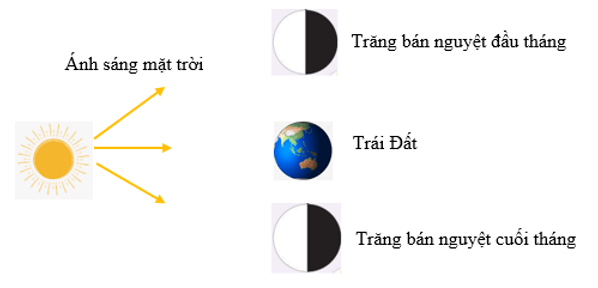 Trăng bán nguyệt đầu tháng
Ánh sáng mặt trời
Trái Đất
Trăng bán nguyệt cuối tháng